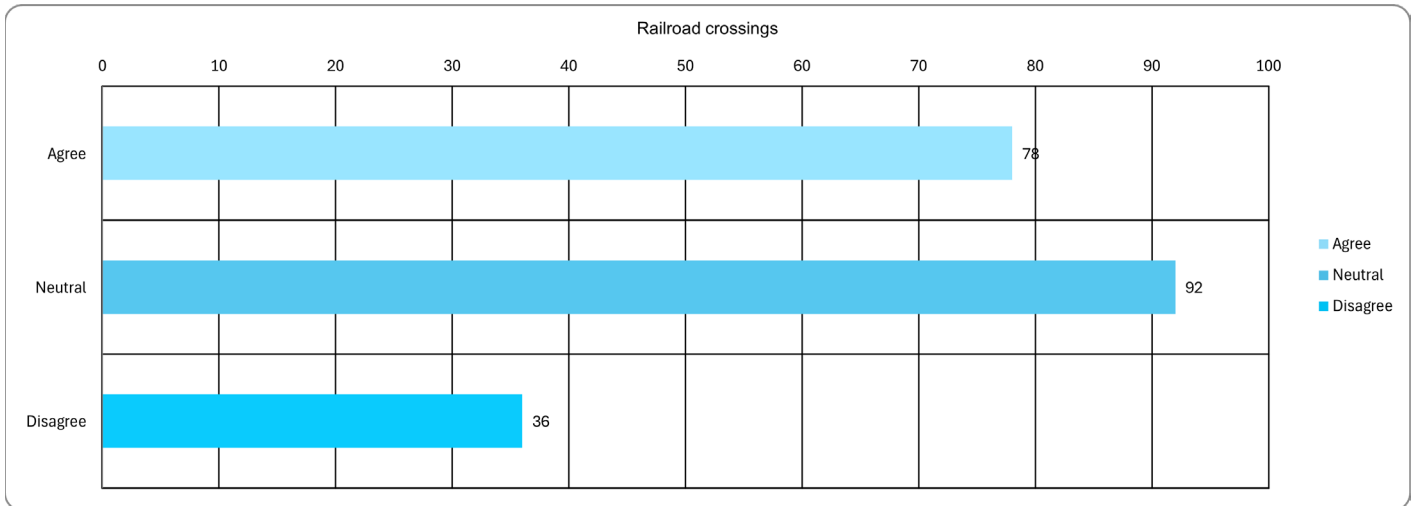 Railroad crossings
0 10 20 30 40 50 60 70 80 90 100
Agree 78
Neutral 92
Disagree 36
Agree
Neutral
Disagree